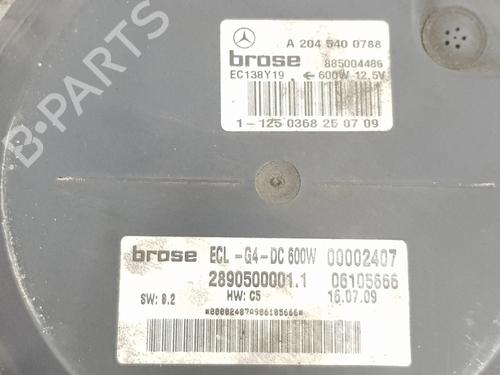 A 204 540 0788
brose 885004486
EC138Y19 ← 600W-12,5V
1-125 0368 25 07 09
brose ECL -G4-DC 600W 00002407
2890500001.1 06105666
SW: 8.2 HW: C5 16.07.09
*00002407A906105666*
B-PARTS